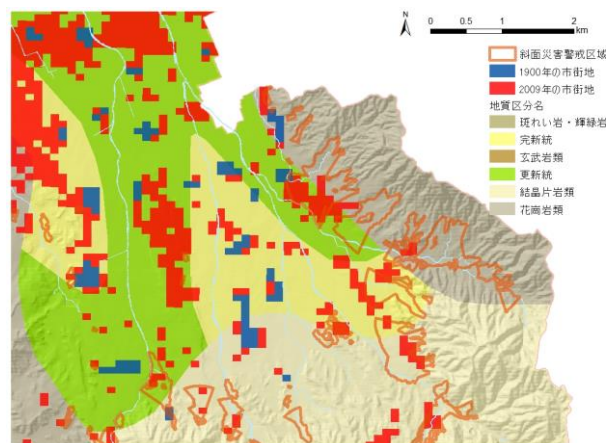 N
0 0.5 1 2
km
斜面災害警戒区域
1900年の市街地
2009年の市街地
地質区分名
斑れい岩・輝緑岩
完新統
玄武岩類
更新統
結晶片岩類
花崗岩類